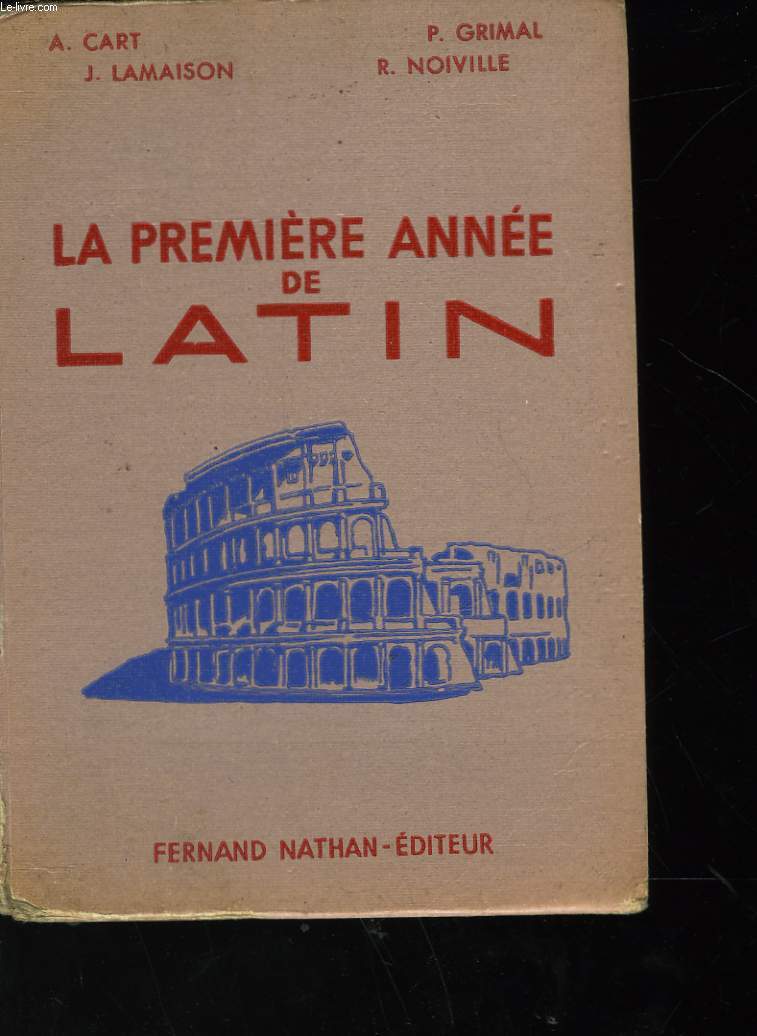 Le-livre.com
A. CART
J. LAMAISON
P. GRIMAL
R. NOIVILLE
LA PREMIÈRE ANNÉE
DE
LATIN
FERNAND NATHAN-ÉDITEUR